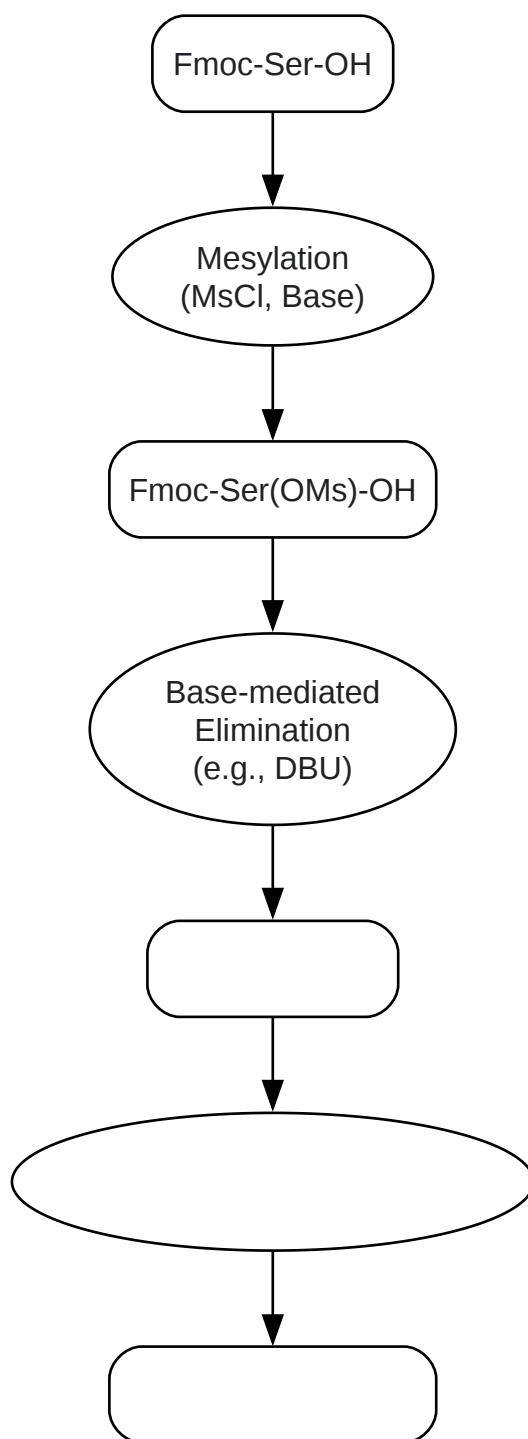 Fmoc-Ser-OH
Mesylation
(MsCl, Base)
Fmoc-Ser(OMs)-OH
Base-mediated
Elimination
(e.g., DBU)